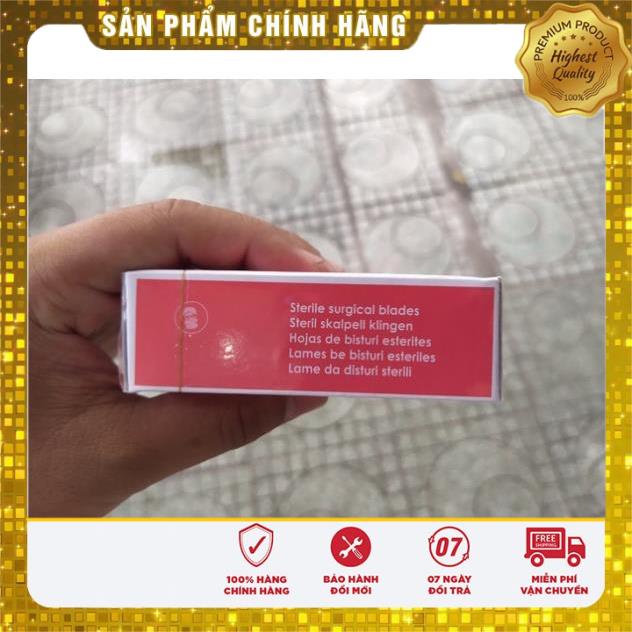 SẢN PHẨM CHÍNH HÃNG
PREMIUM PRODUCT
Highest
Quality
100%
Sterile surgical blades
Steril skalpell klingen
Hojas de bisturi esterites
Lames be bisturi esteriles
Lame da disturi sterili
100% HÀNG
CHÍNH HÃNG
BẢO HÀNH
ĐỔI MỚI
07
07 NGÀY
ĐỔI TRẢ
FREE
SHIPPING
MIỄN PHÍ
VẬN CHUYỂN